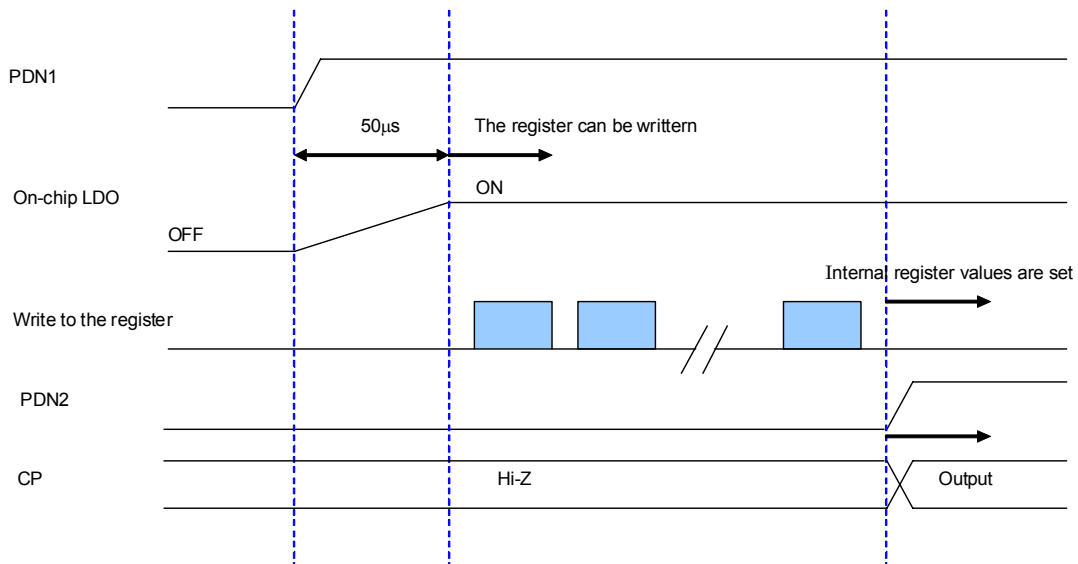 PDN1
50μs
The register can be writtern
On-chip LDO
ON
OFF
Internal register values are set
Write to the register
PDN2
CP
Hi-Z
Output